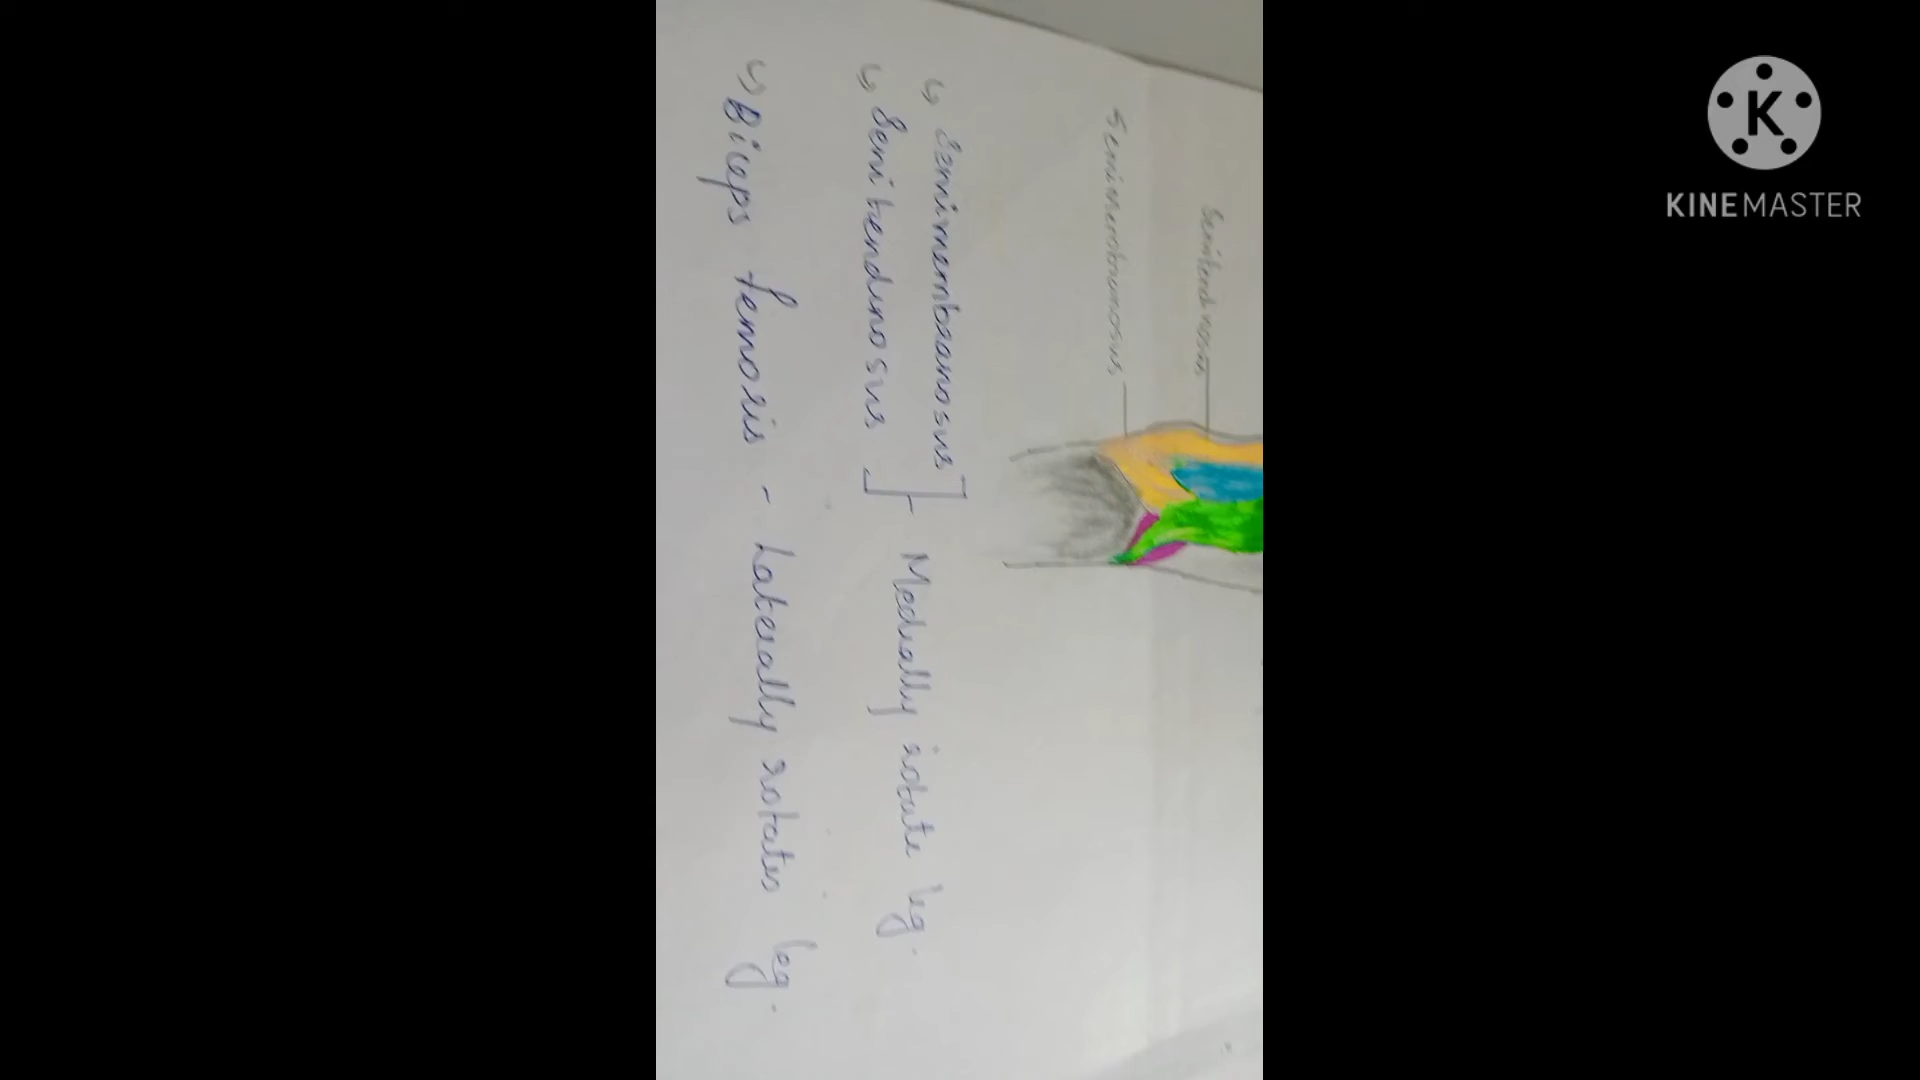 Semitendinosus
Semimembranosus
↳ Semimembranosus
↳ Semitendinosus ]- Medially rotate leg.
↳ Biceps femoris - Laterally rotates leg.
K
KINEMASTER